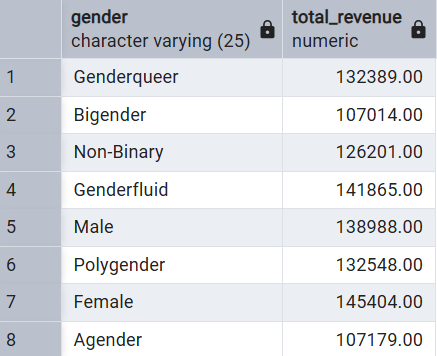 gender total_revenue
character varying (25) numeric
1 Genderqueer 132389.00
2 Bigender 107014.00
3 Non-Binary 126201.00
4 Genderfluid 141865.00
5 Male 138988.00
6 Polygender 132548.00
7 Female 145404.00
8 Agender 107179.00